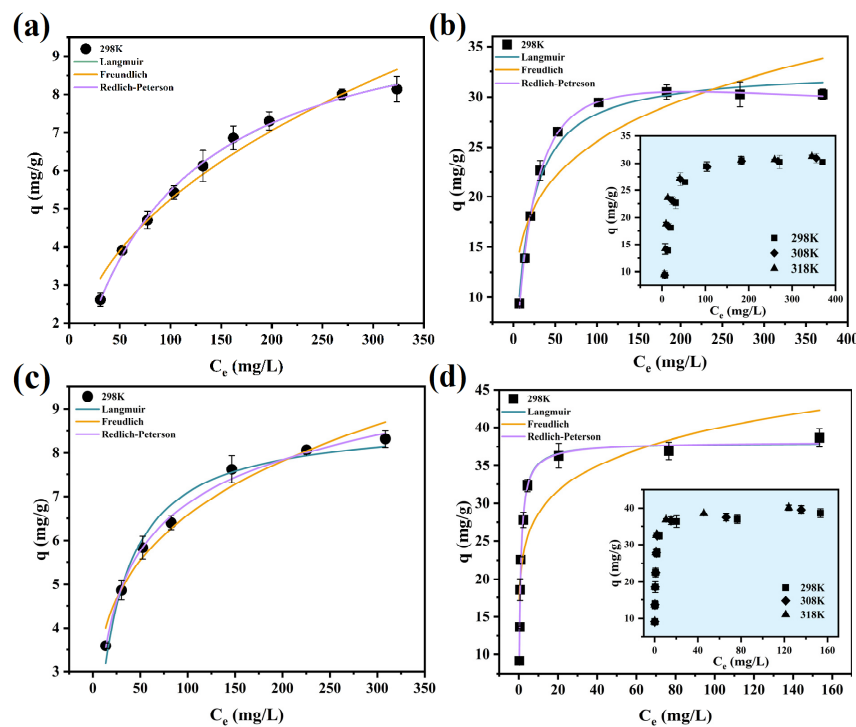 (a)
298K
Langmuir
Freundlich
Redlich-Peterson
q (mg/g)
9
8
7
6
5
4
3
2
0 50 100 150 200 250 300 350
Ce (mg/L)
(b)
298K
Langmuir
Freudlich
Redlich-Petreson
q (mg/g)
35
30
25
20
15
10
0 50 100 150 200 250 300 350 400
Ce (mg/L)
q (mg/g)
35
30
25
20
15
10
298K
308K
318K
0 100 200 300 400
Ce (mg/L)
(c)
298K
Langmuir
Freudlich
Redlich-Peterson
q (mg/g)
9
8
7
6
5
4
3
0 50 100 150 200 250 300 350
Ce (mg/L)
(d)
298K
Langmuir
Freudlich
Redlich-Peterson
q (mg/g)
45
40
35
30
25
20
15
10
0 20 40 60 80 100 120 140 160
Ce (mg/L)
q (mg/g)
40
30
20
10
298K
308K
318K
0 40 80 120 160
Ce (mg/L)